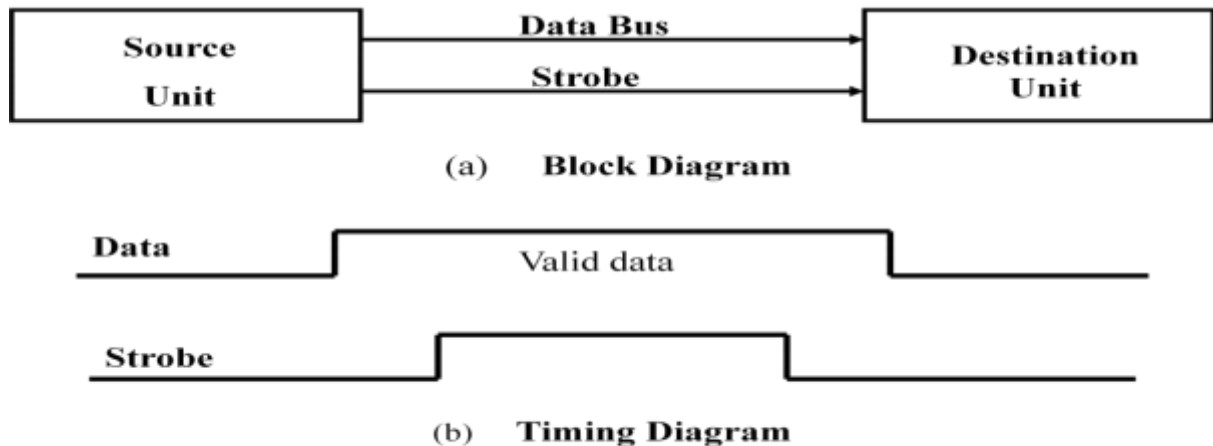 Source
Unit
Data Bus
Strobe
Destination
Unit
(a) Block Diagram
Data
Valid data
Strobe
(b) Timing Diagram